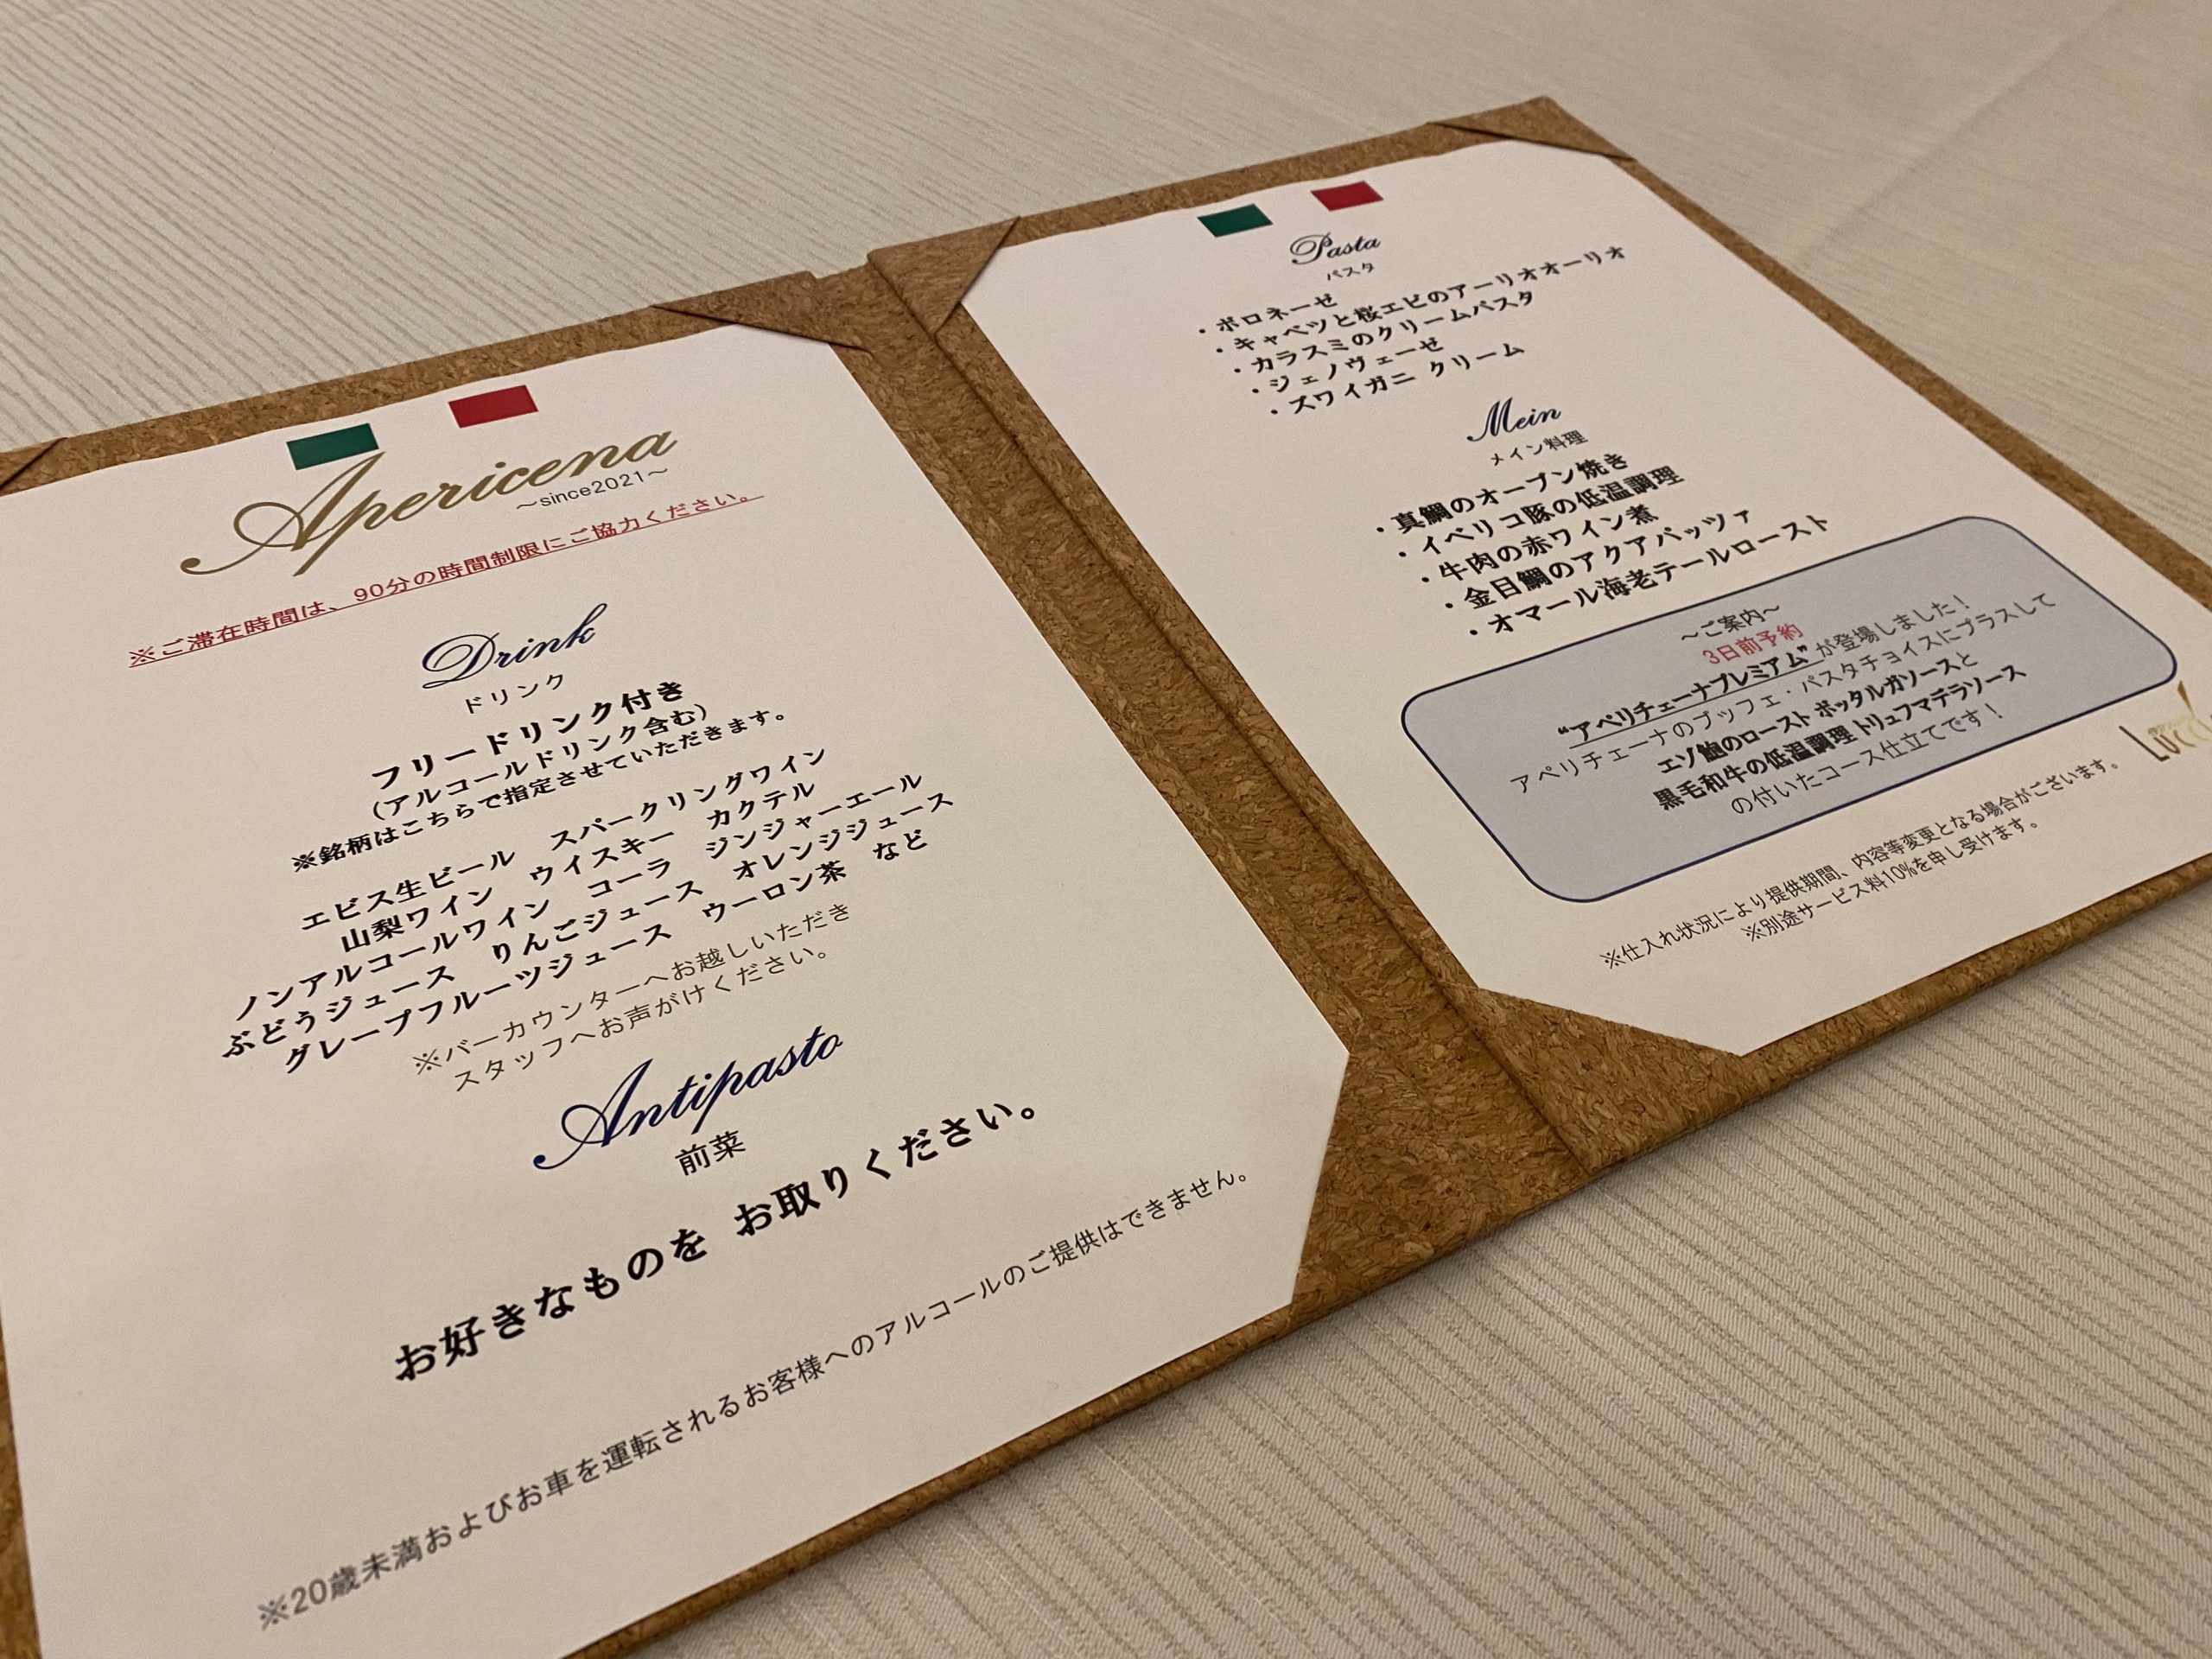 Apericena
～since2021～
※ご滞在時間は、90分の時間制限にご協力ください。
Drink
ドリンク
フリードリンク付き
（アルコールドリンク含む）
※銘柄はこちらで指定させていただきます。
エビス生ビール　スパークリングワイン
山梨ワイン　ウイスキー　カクテル
ノンアルコールワイン　コーラ　ジンジャーエール
ぶどうジュース　りんごジュース　オレンジジュース
グレープフルーツジュース　ウーロン茶　など
※バーカウンターへお越しいただき
スタッフへお声がけください。
Antipasto
前菜
お好きなものを お取りください。
※20歳未満およびお車を運転されるお客様へのアルコールのご提供はできません。
Pasta
パスタ
・ボロネーゼ
・キャベツと桜エビのアーリオオーリオ
・カラスミのクリームパスタ
・ジェノヴェーゼ
・ズワイガニ クリーム
Mein
メイン料理
・真鯛のオーブン焼き
・イベリコ豚の低温調理
・牛肉の赤ワイン煮
・金目鯛のアクアパッツァ
・オマール海老テールロースト
～ご案内～
3日前予約
“アペリチェーナプレミアム”が登場しました！
アペリチェーナのブッフェ・パスタチョイスにプラスして
エゾ鮑のロースト ポッタルガソースと
黒毛和牛の低温調理 トリュフマデラソース
の付いたコース仕立てです！
※仕入れ状況により提供期間、内容等変更となる場合がございます。
※別途サービス料10%を申し受けます。